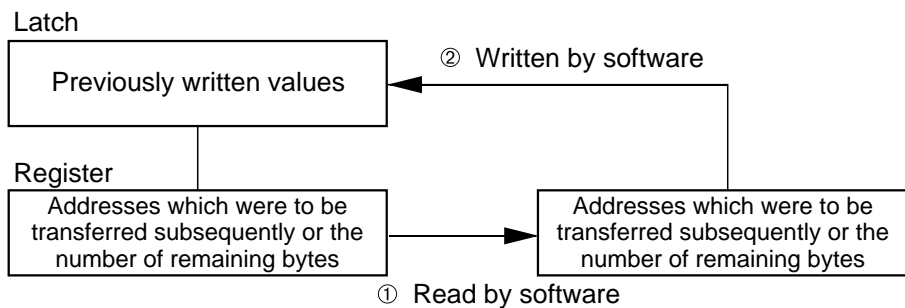 Latch
② Written by software
Previously written values
Register
Addresses which were to be
transferred subsequently or the
number of remaining bytes
Addresses which were to be
transferred subsequently or the
number of remaining bytes
① Read by software